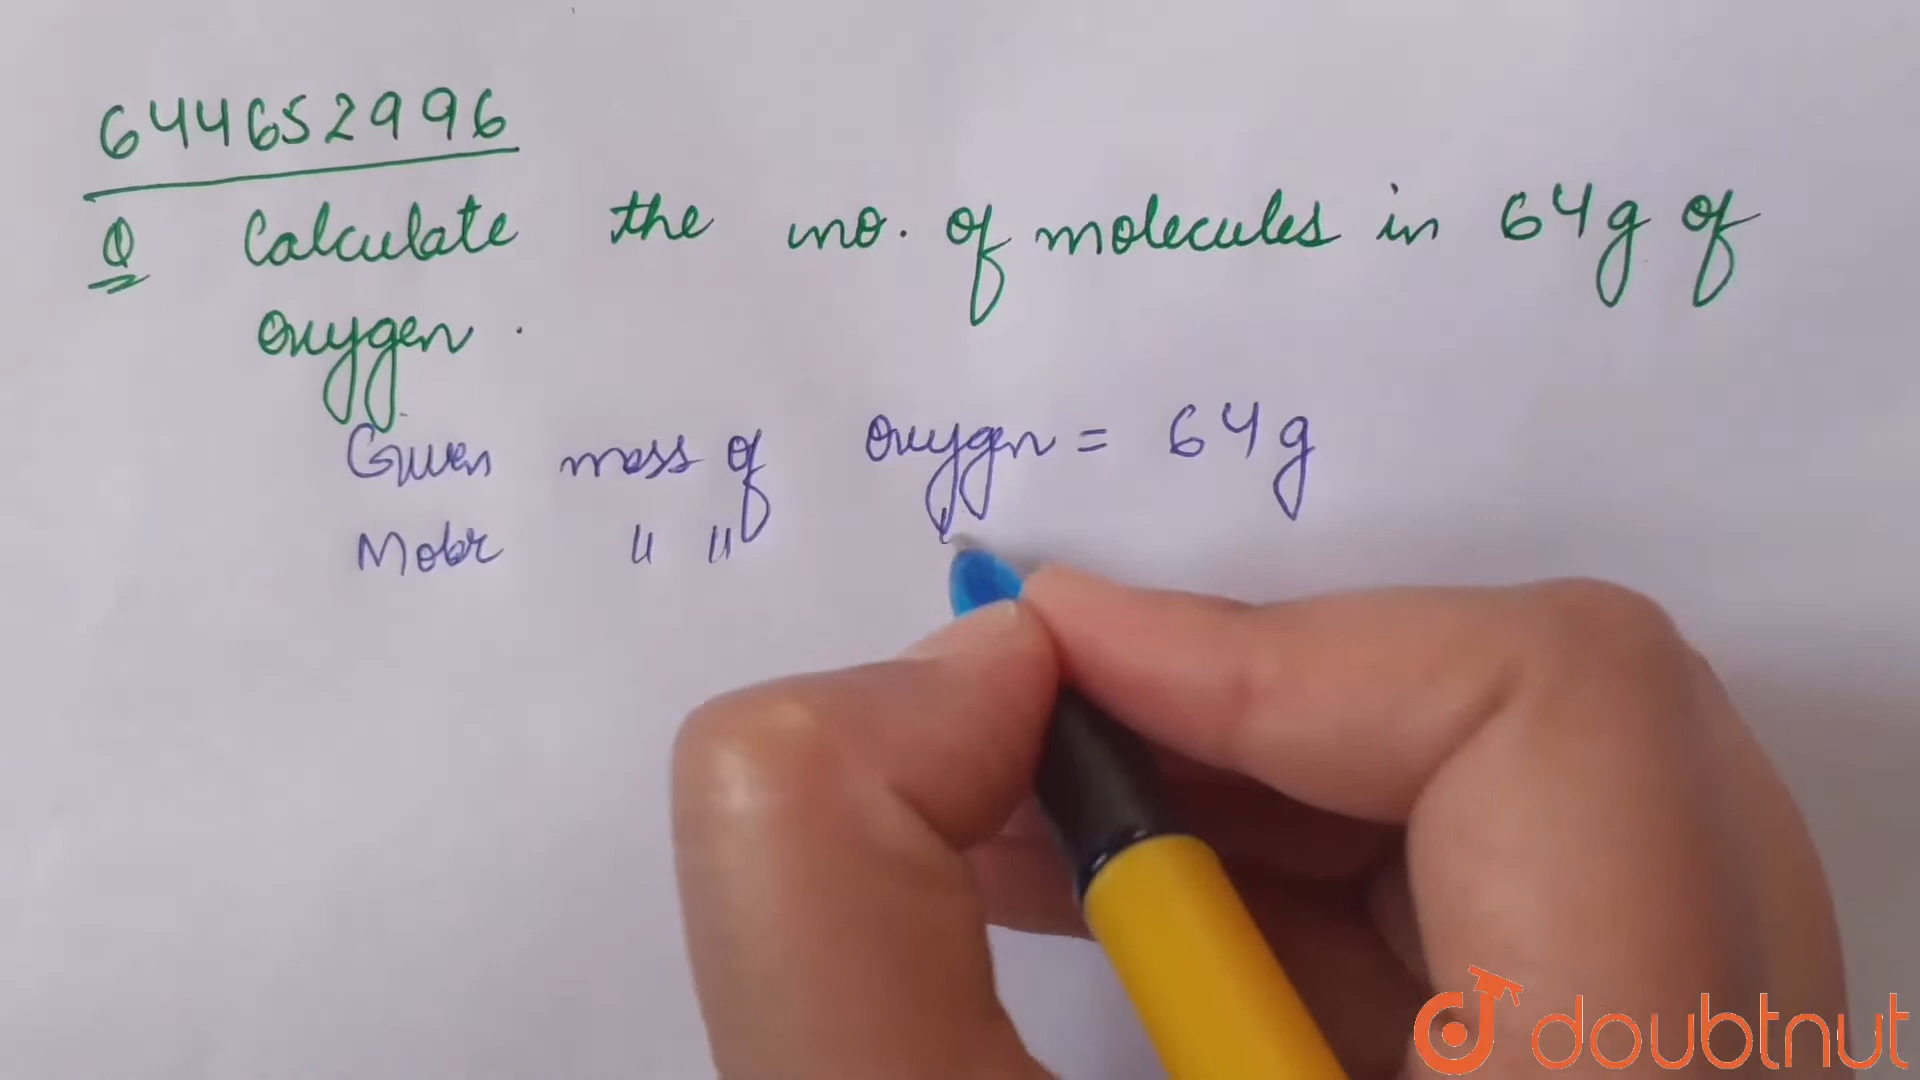 644652996
Q Calculate the no. of molecules in 64g of
oxygen.
Given mass of oxygen = 64g
Molar " " "
doubtnut